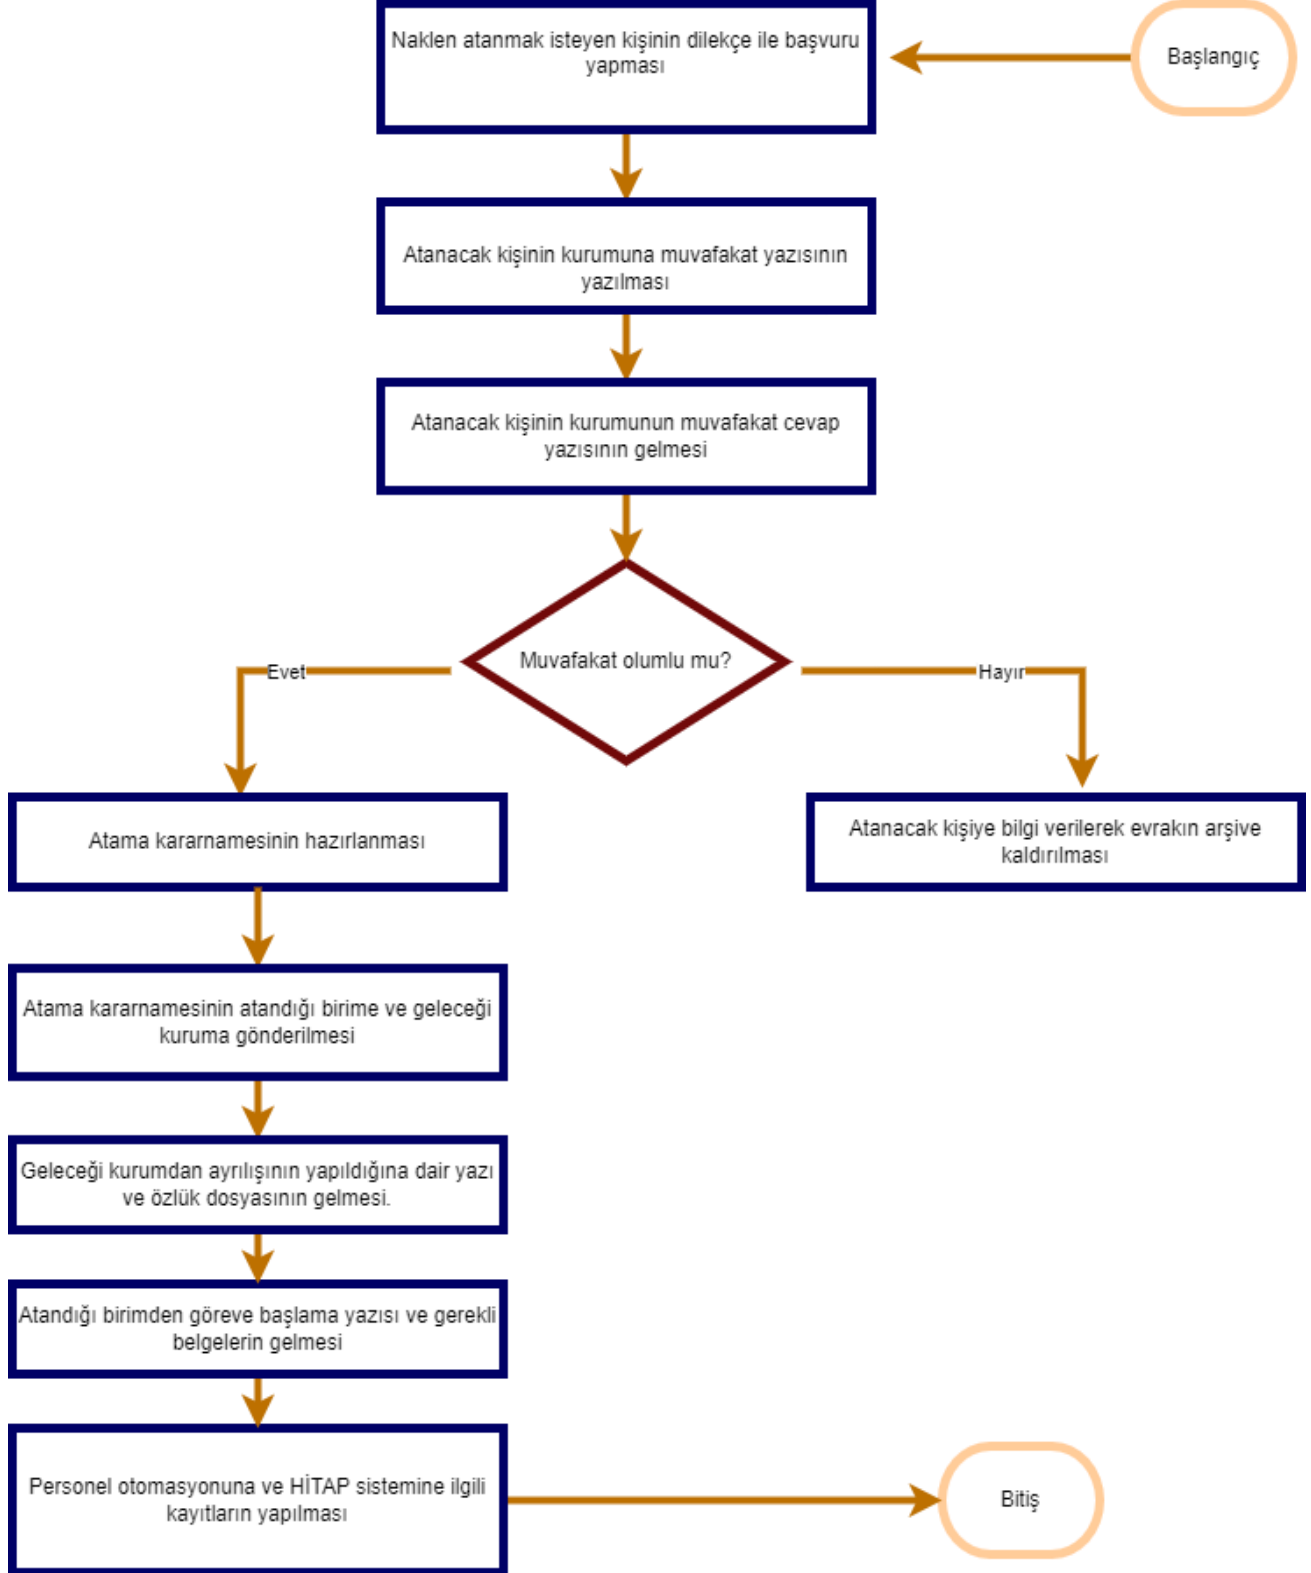 Başlangıç
Naklen atanmak isteyen kişinin dilekçe ile başvuru
yapması
Atanacak kişinin kurumuna muvafakat yazısının
yazılması
Atanacak kişinin kurumunun muvafakat cevap
yazısının gelmesi
Muvafakat olumlu mu?
Evet
Hayır
Atama kararnamesinin hazırlanması
Atanacak kişiye bilgi verilerek evrakın arşive
kaldırılması
Atama kararnamesinin atandığı birime ve geleceği
kuruma gönderilmesi
Geleceği kurumdan ayrılışının yapıldığına dair yazı
ve özlük dosyasının gelmesi.
Atandığı birimden göreve başlama yazısı ve gerekli
belgelerin gelmesi
Personel otomasyonuna ve HİTAP sistemine ilgili
kayıtların yapılması
Bitiş